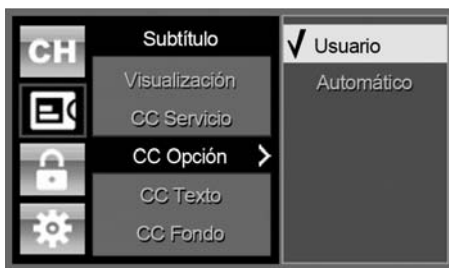 CH
Subtítulo
Visualización
CC Servicio
CC Opción
CC Texto
CC Fondo
Usuario
Automático